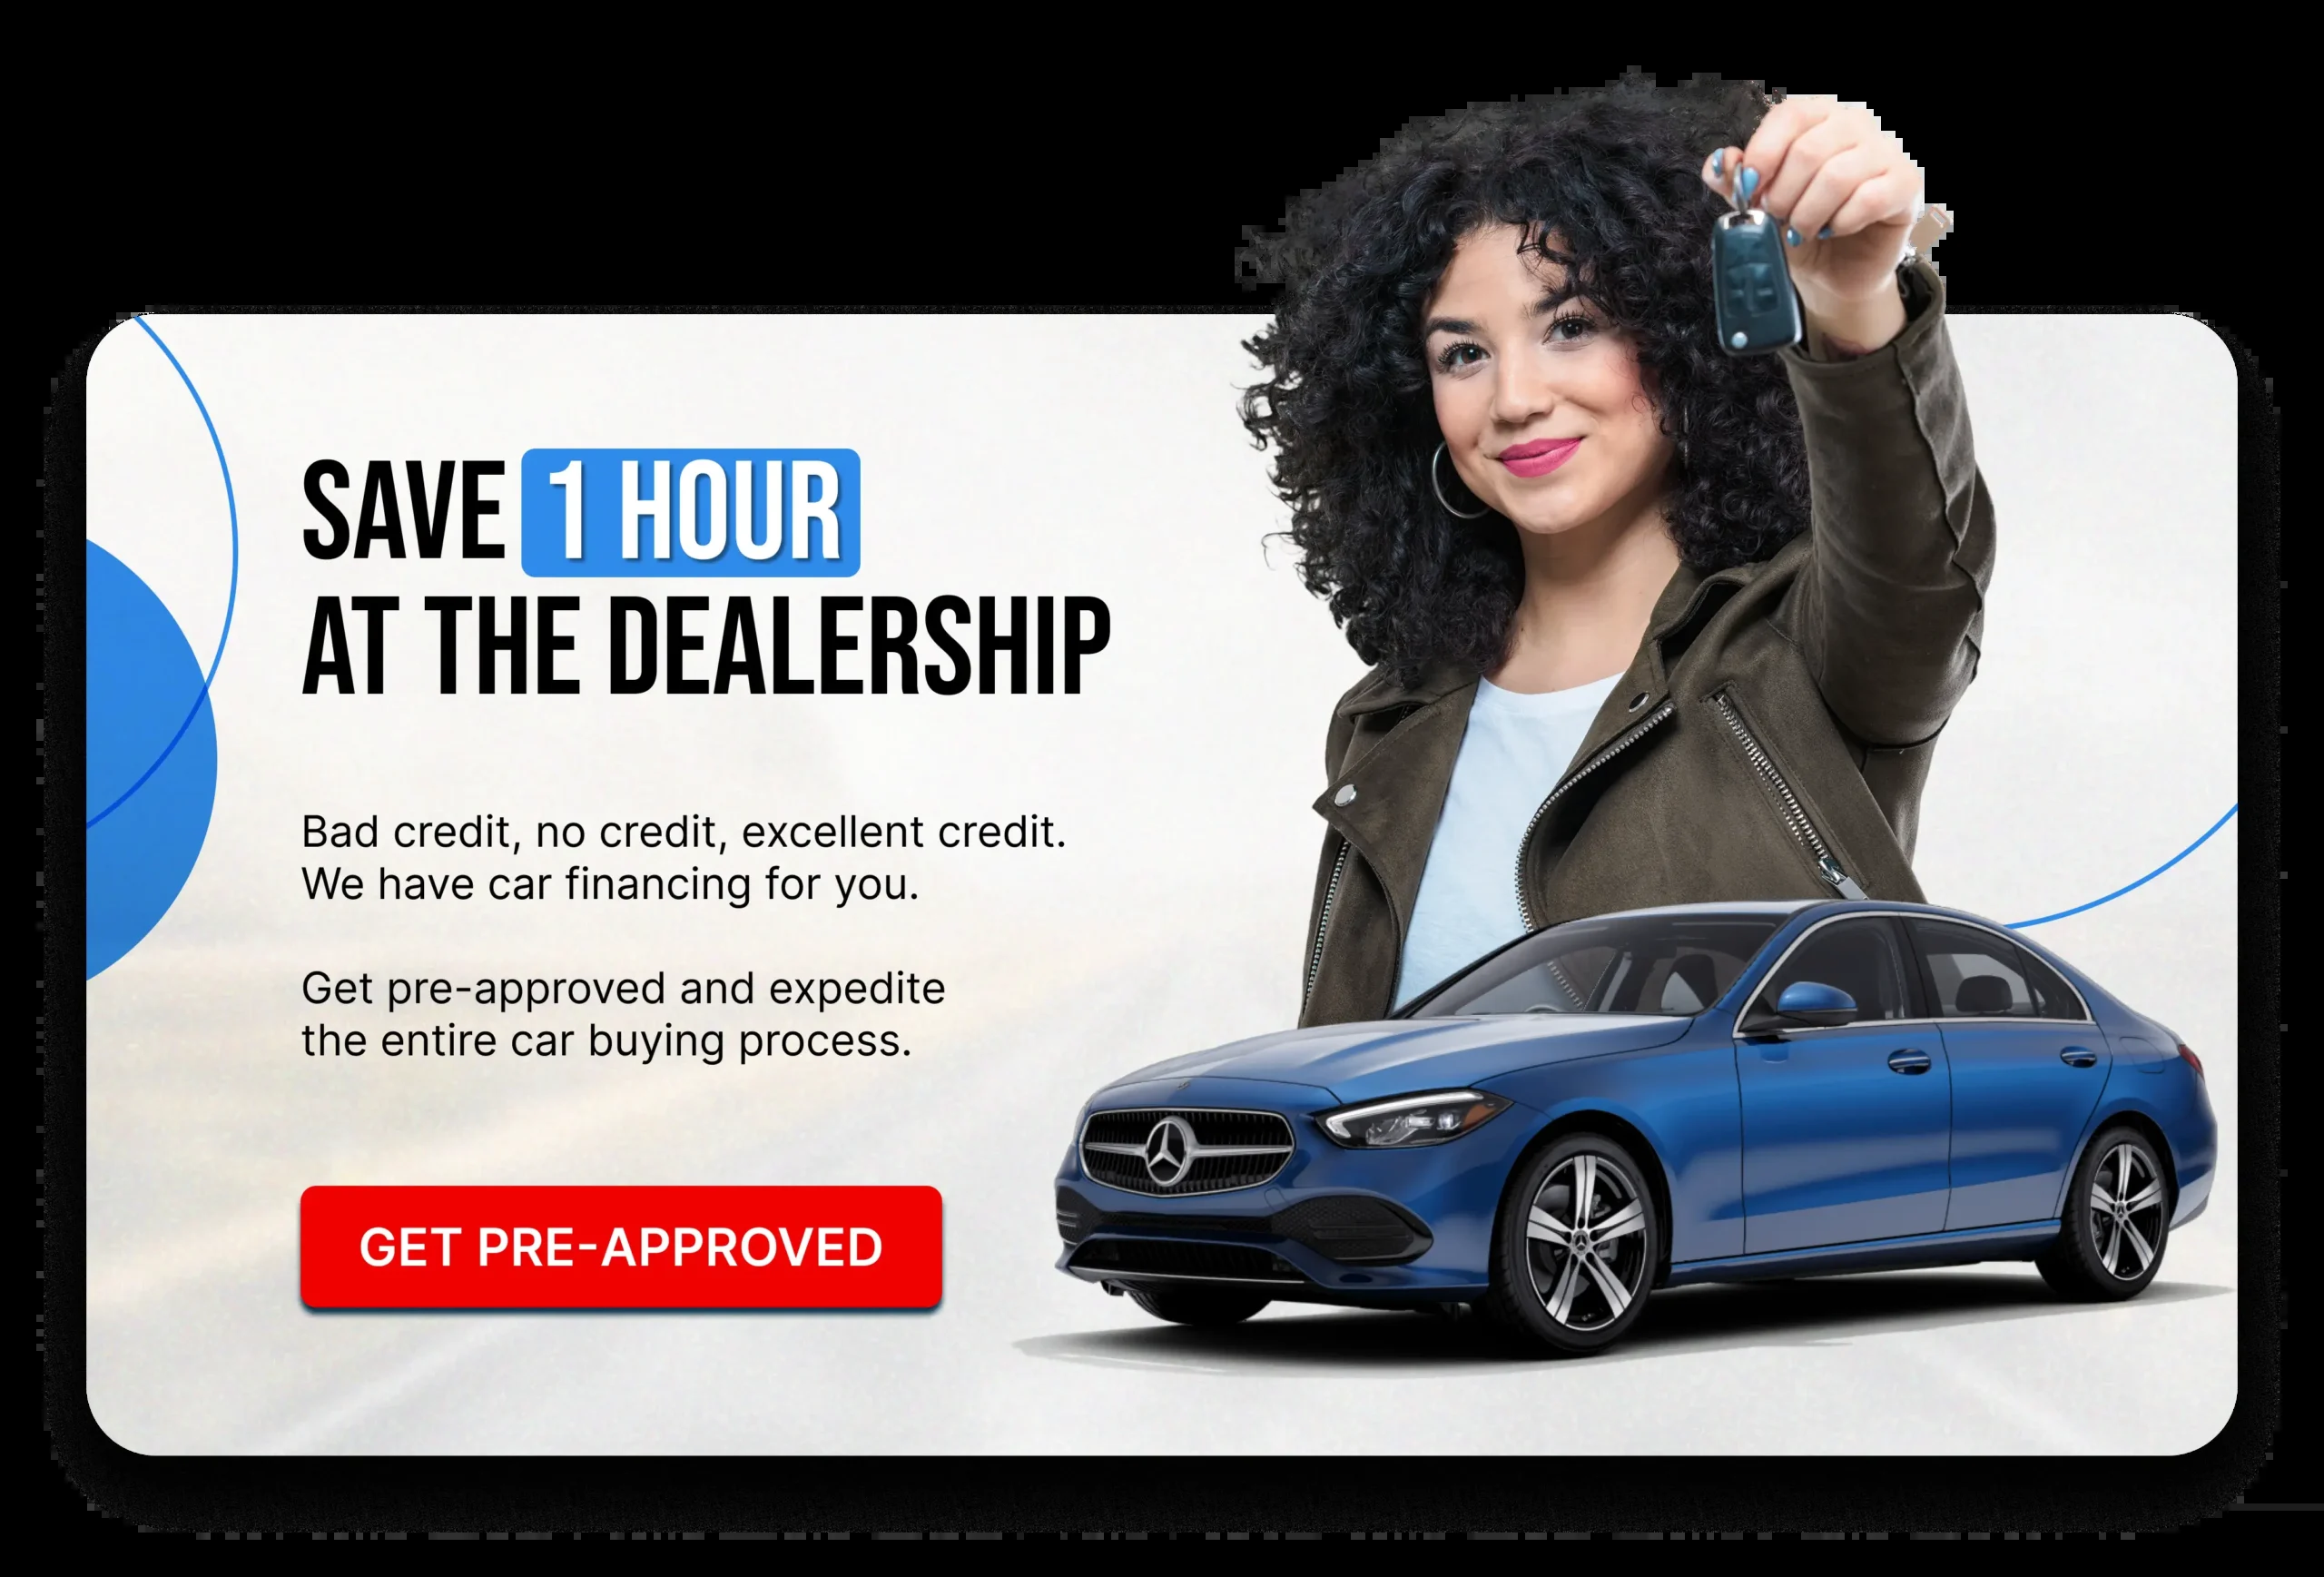 SAVE 1 HOUR
AT THE DEALERSHIP
Bad credit, no credit, excellent credit.
We have car financing for you.
Get pre-approved and expedite
the entire car buying process.
GET PRE-APPROVED